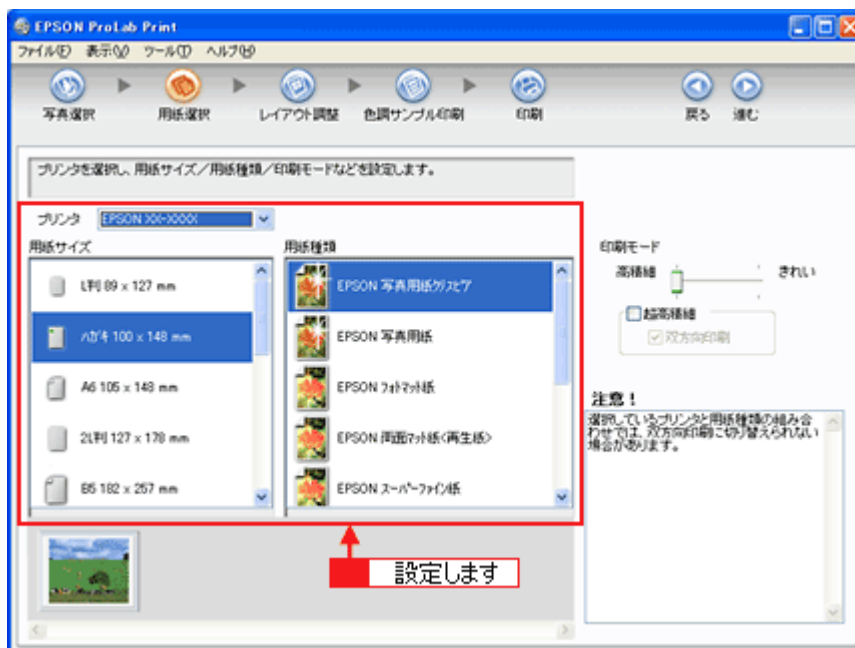 EPSON ProLab Print
ファイル(F) 表示(V) ツール(T) ヘルプ(H)
写真選択 用紙選択 レイアウト調整 色調サンプル印刷 印刷 戻る 進む
プリンタを選択し、用紙サイズ/用紙種類/印刷モードなどを設定します。
プリンタ EPSON XX-XXXX
用紙サイズ
L判 89 x 127 mm
ハガキ 100 x 148 mm
A6 105 x 148 mm
2L判 127 x 178 mm
B5 182 x 257 mm
用紙種類
EPSON 写真用紙クリスピア
EPSON 写真用紙
EPSON フォトマット紙
EPSON 両面マット紙<再生紙>
EPSON スーパーファイン紙
印刷モード
高精細 きれい
超高精細
双方向印刷
注意!
選択しているプリンタと用紙種類の組み合
わせでは、双方向印刷に切り替えられない
場合があります。
設定します